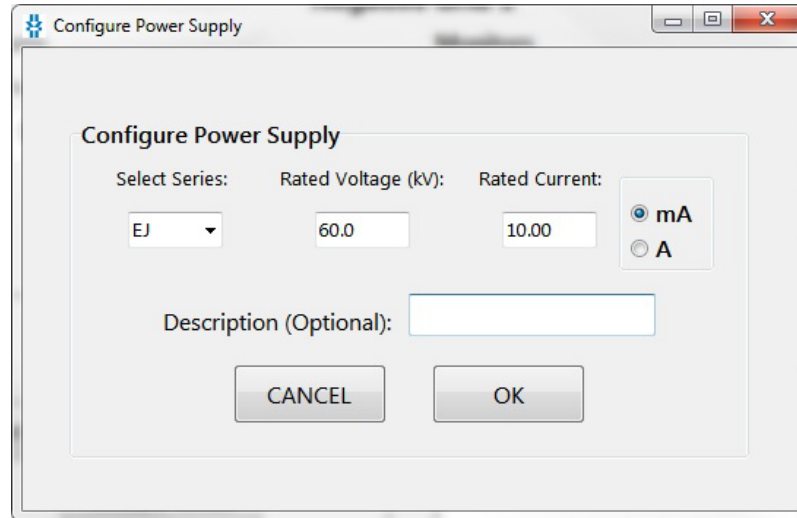 Configure Power Supply
Configure Power Supply
Select Series: Rated Voltage (kV): Rated Current:
EJ 60.0 10.00 mA
A
Description (Optional):
CANCEL OK